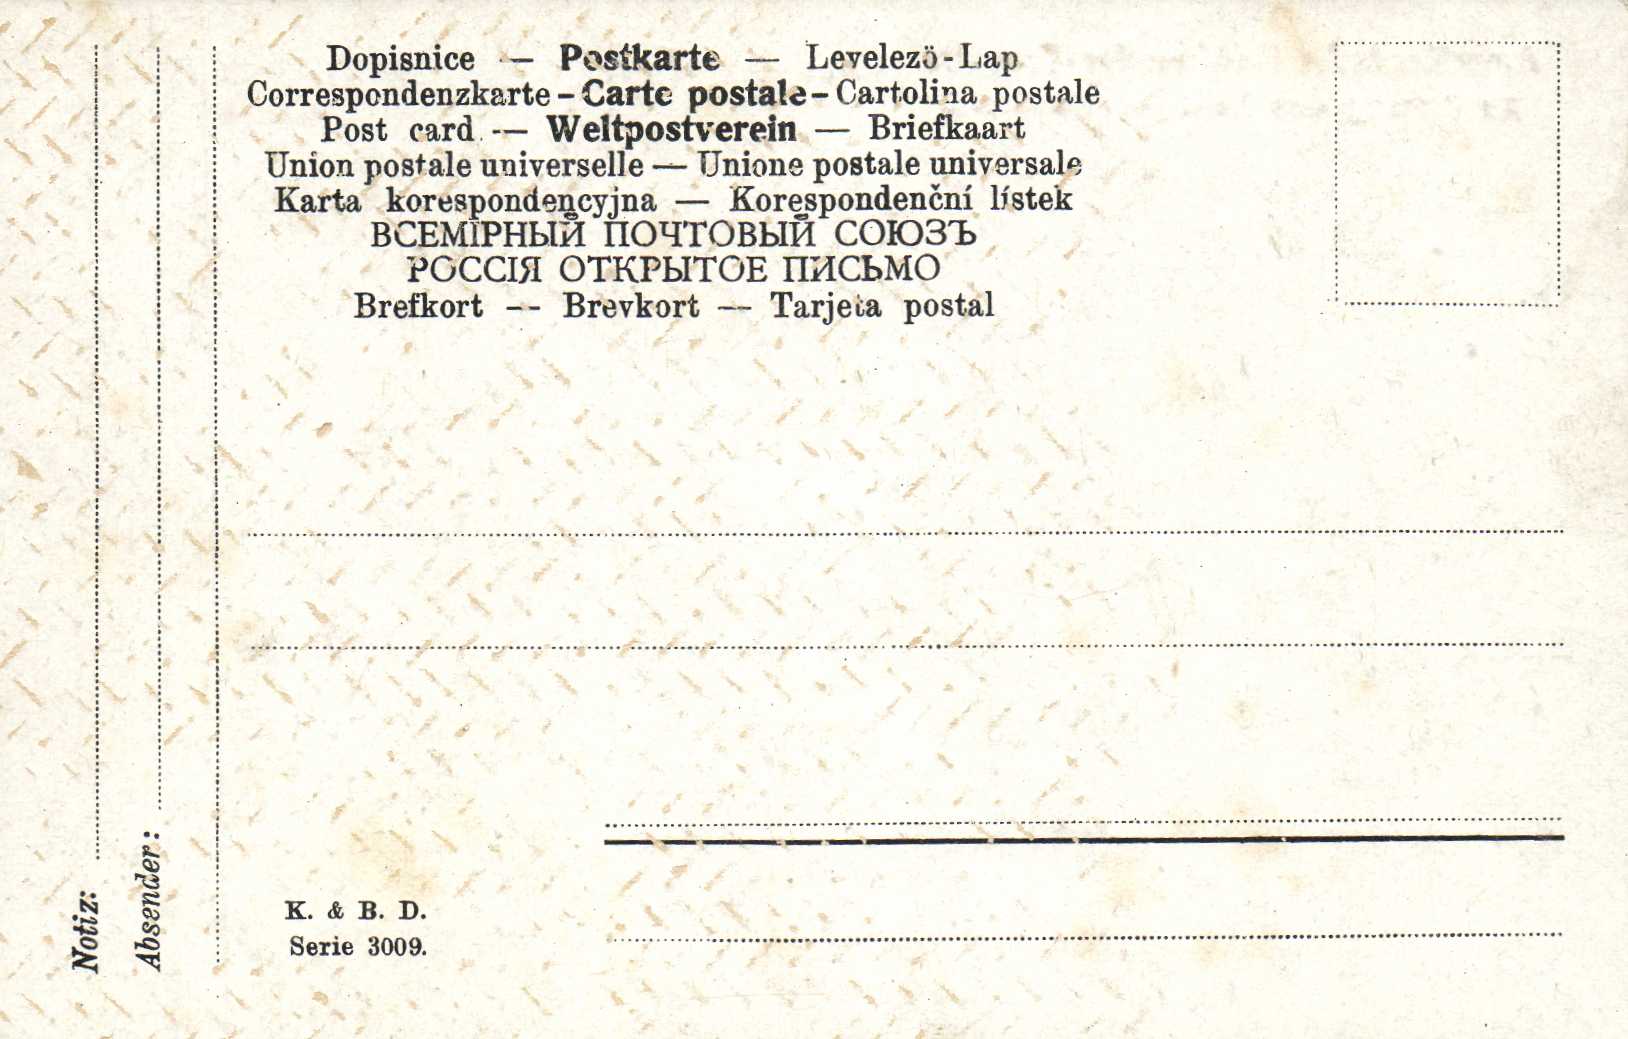 Dopisnice — Postkarte — Levelezö-Lap
Correspondenzkarte – Carte postale – Cartolina postale
Post card — Weltpostverein — Briefkaart
Union postale universelle — Unione postale universale
Karta korespondencyjna — Korespondenční lístek
ВСЕМІРНЫЙ ПОЧТОВЫЙ СОЮЗЪ
РОССІЯ ОТКРЫТОЕ ПИСЬМО
Brefkort — Brevkort — Tarjeta postal
Notiz:
Absender:
K. & B. D.
Serie 3009.